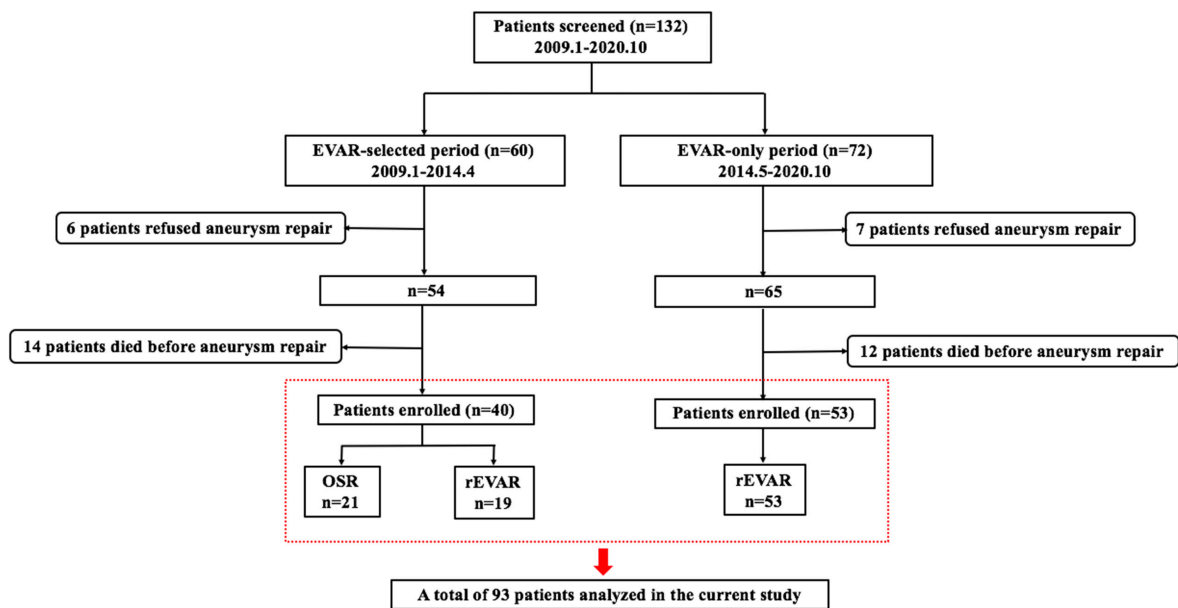 Patients screened (n=132)
2009.1-2020.10
EVAR-selected period (n=60)
2009.1-2014.4
EVAR-only period (n=72)
2014.5-2020.10
6 patients refused aneurysm repair
7 patients refused aneurysm repair
n=54
n=65
14 patients died before aneurysm repair
12 patients died before aneurysm repair
Patients enrolled (n=40)
Patients enrolled (n=53)
OSR
n=21
rEVAR
n=19
rEVAR
n=53
A total of 93 patients analyzed in the current study